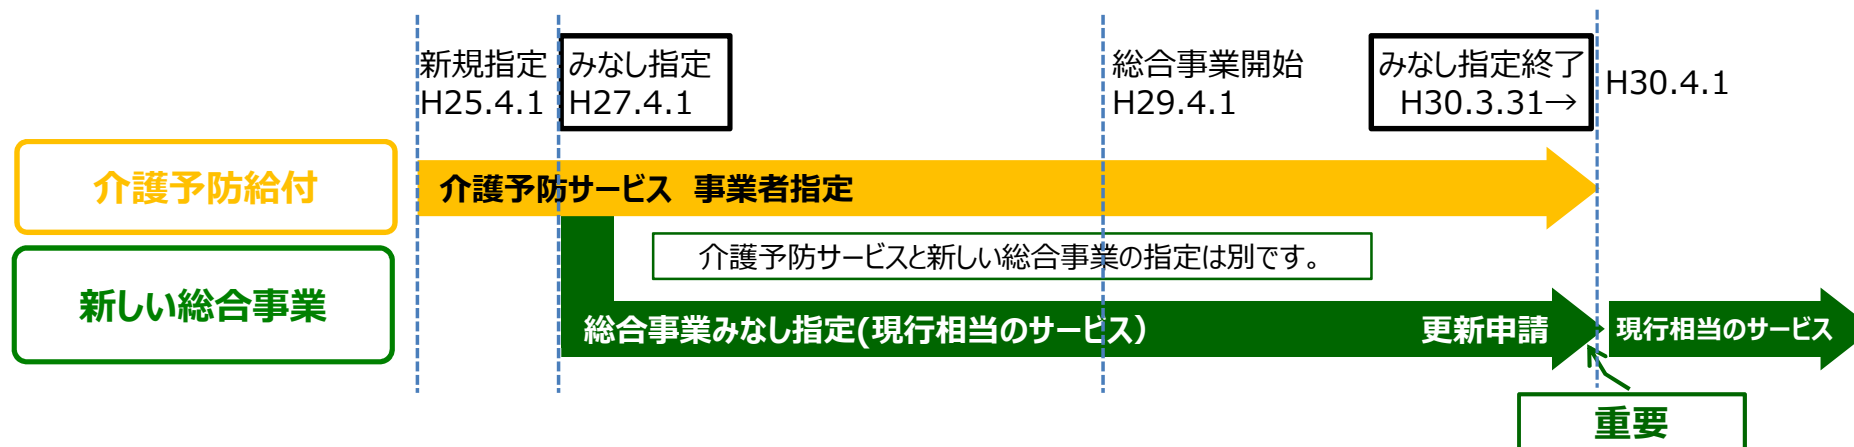 新規指定
H25.4.1
みなし指定
H27.4.1
総合事業開始
H29.4.1
みなし指定終了
H30.3.31→
H30.4.1
介護予防給付
介護予防サービス 事業者指定
介護予防サービスと新しい総合事業の指定は別です。
新しい総合事業
総合事業みなし指定(現行相当のサービス）
更新申請
現行相当のサービス
重要